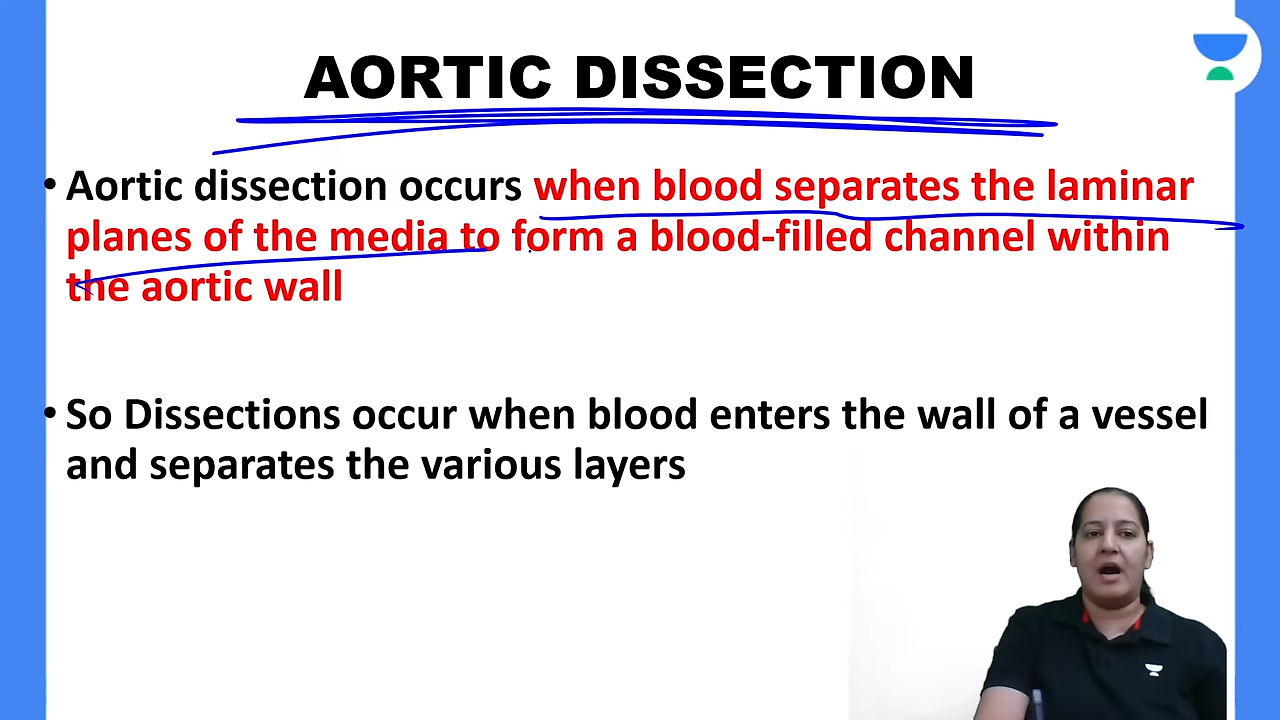 AORTIC DISSECTION
• Aortic dissection occurs when blood separates the laminar
planes of the media to form a blood-filled channel within
the aortic wall
• So Dissections occur when blood enters the wall of a vessel
and separates the various layers